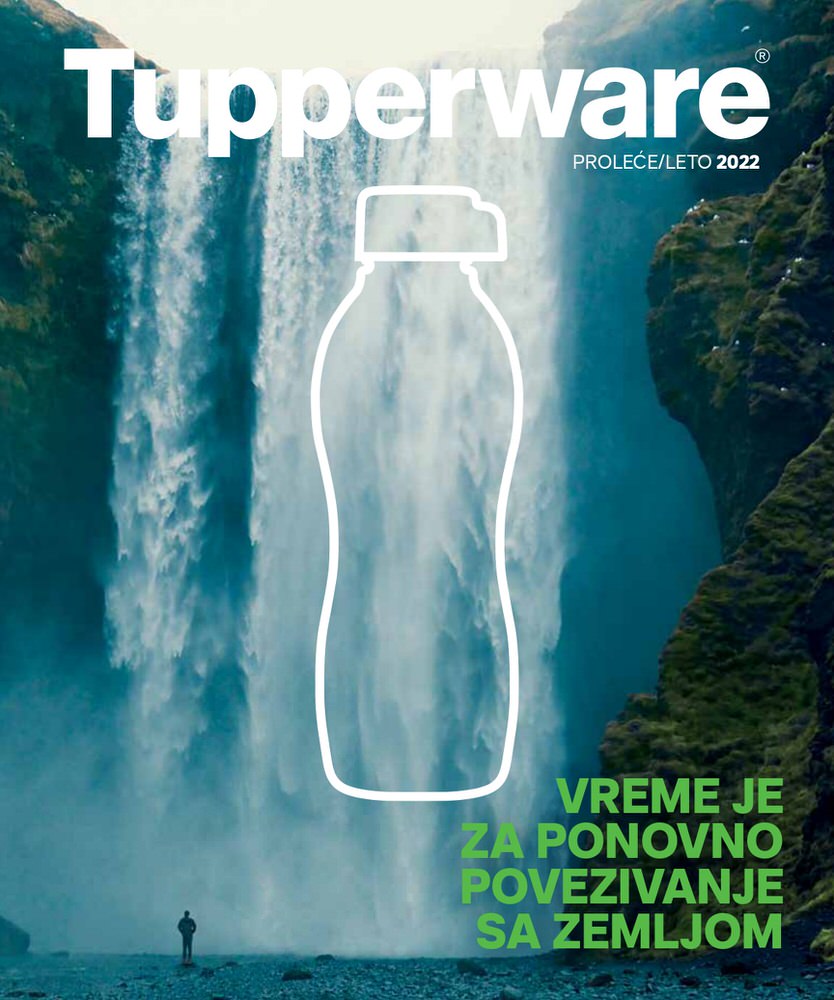 Tupperware®
PROLEĆE/LETO 2022
VREME JE
ZA PONOVNO
POVEZIVANJE
SA ZEMLJOM